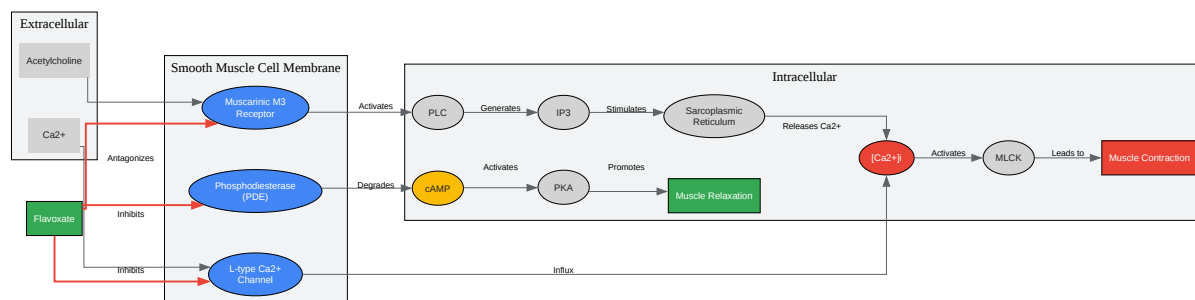 Extracellular
Acetylcholine
Ca2+
Smooth Muscle Cell Membrane
Muscarinic M3
Receptor
Phosphodiesterase
(PDE)
L-type Ca2+
Channel
Flavoxate
Antagonizes
Inhibits
Inhibits
Intracellular
Activates
PLC
Generates
IP3
Stimulates
Sarcoplasmic
Reticulum
Releases Ca2+
[Ca2+]i
Activates
MLCK
Leads to
Muscle Contraction
Degrades
cAMP
Activates
PKA
Promotes
Muscle Relaxation
Influx